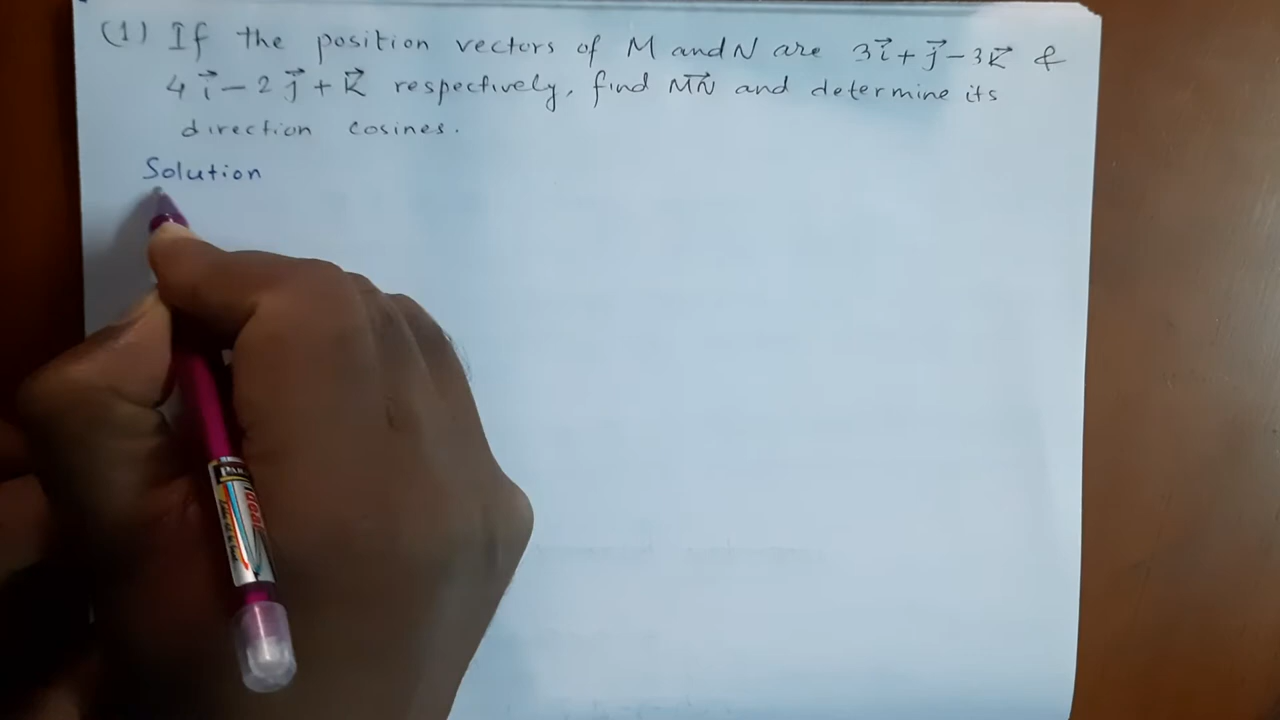 (1) If the position vectors of M and N are 3i⃗ + j⃗ - 3k⃗ &
4i⃗ - 2j⃗ + k⃗ respectively, find MN⃗ and determine its
direction cosines.
Solution